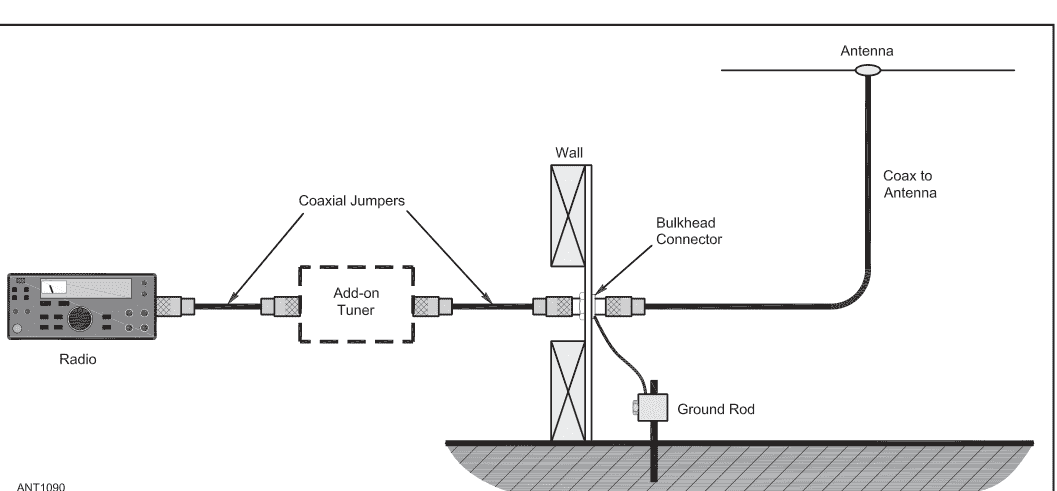 Antenna
Wall
Coax to
Antenna
Coaxial Jumpers
Bulkhead
Connector
Add-on
Tuner
Radio
Ground Rod
ANT1090